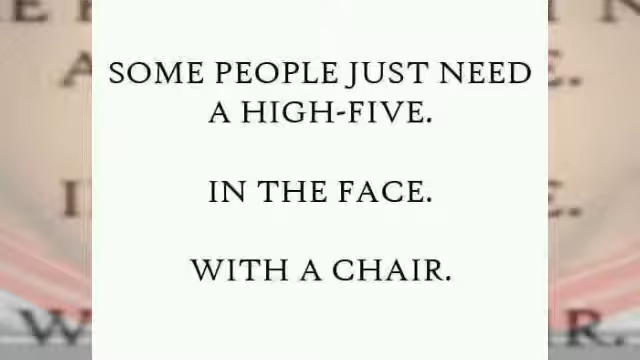 SOME PEOPLE JUST NEED
A HIGH-FIVE.
IN THE FACE.
WITH A CHAIR.